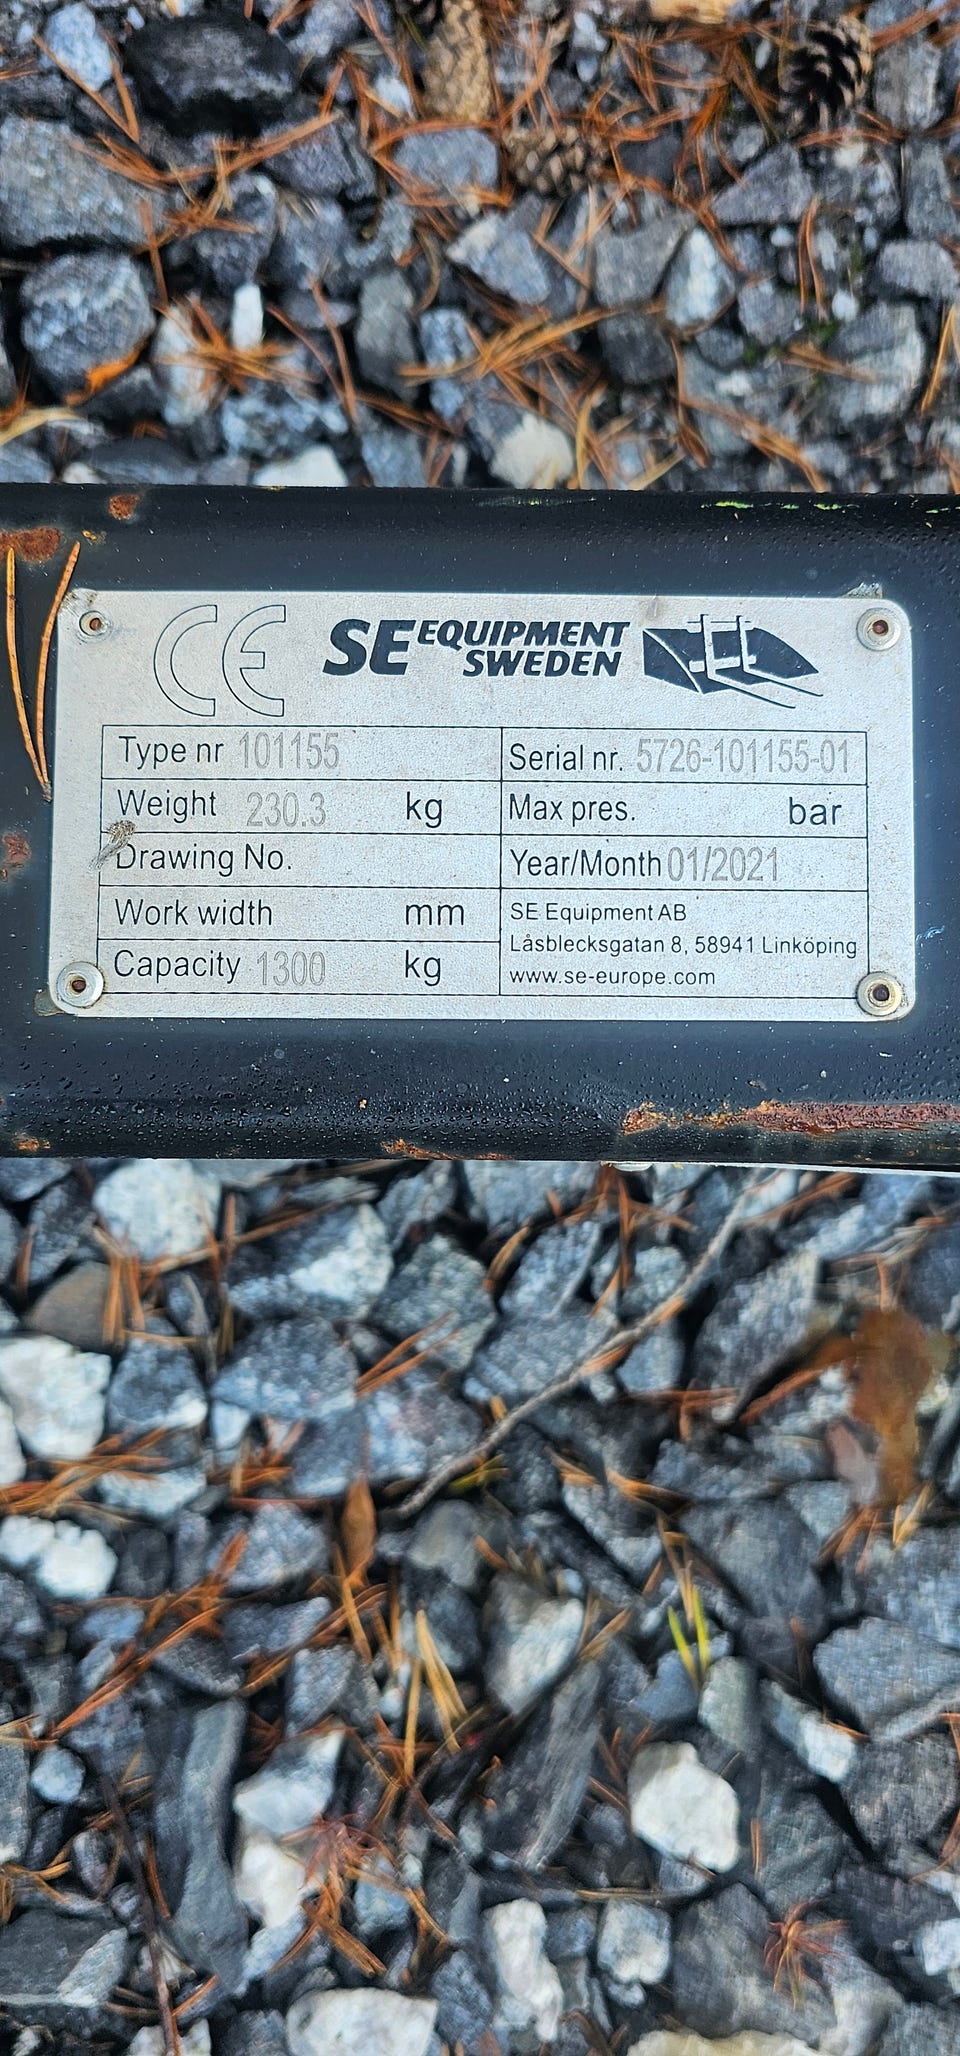 CE SE EQUIPMENT
SWEDEN
Type nr 101155 Serial nr. 5726-101155-01
Weight 230.3 kg Max pres. bar
Drawing No. Year/Month 01/2021
Work width mm SE Equipment AB
Låsblecksgatan 8, 58941 Linköping
Capacity 1300 kg www.se-europe.com